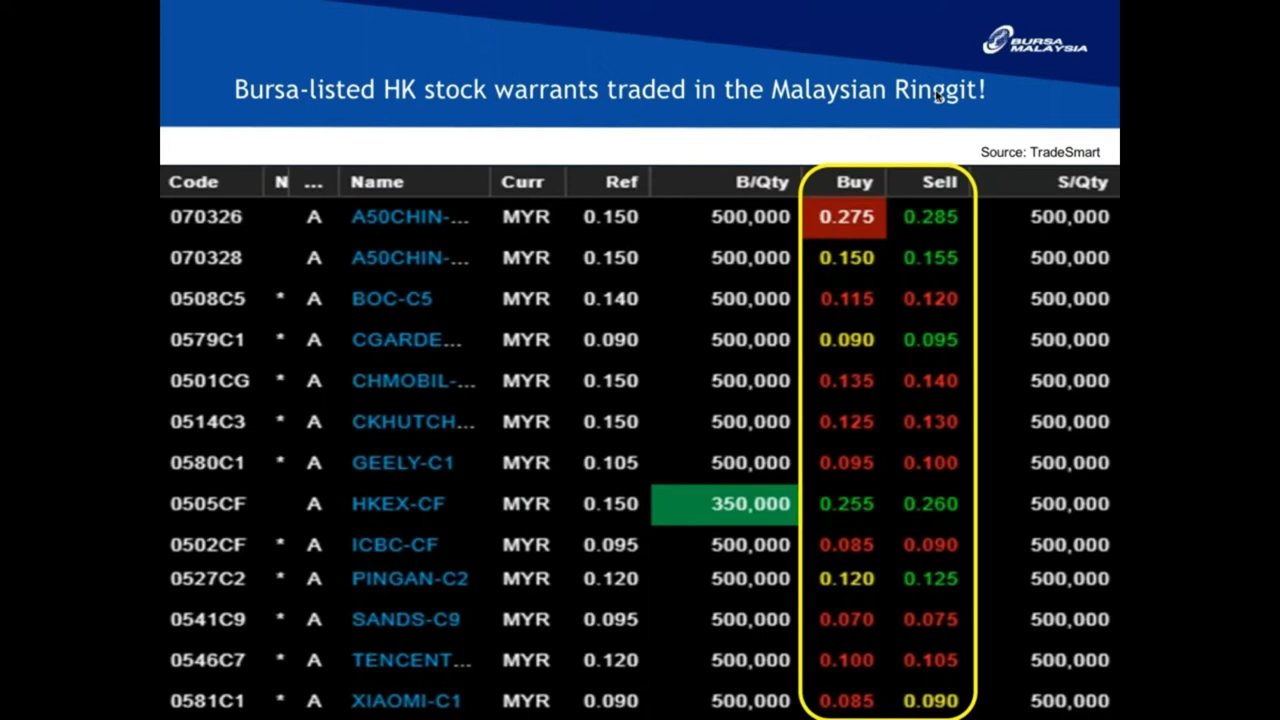 BURSA
MALAYSIA
Bursa-listed HK stock warrants traded in the Malaysian Ringgit!
Source: TradeSmart
Code N ... Name Curr Ref B/Qty Buy Sell S/Qty
070326 A A50CHIN-... MYR 0.150 500,000 0.275 0.285 500,000
070328 A A50CHIN-... MYR 0.150 500,000 0.150 0.155 500,000
0508C5 * A BOC-C5 MYR 0.140 500,000 0.115 0.120 500,000
0579C1 * A CGARDE... MYR 0.090 500,000 0.090 0.095 500,000
0501CG * A CHMOBIL-... MYR 0.150 500,000 0.135 0.140 500,000
0514C3 * A CKHUTCH... MYR 0.150 500,000 0.125 0.130 500,000
0580C1 * A GEELY-C1 MYR 0.105 500,000 0.095 0.100 500,000
0505CF A HKEX-CF MYR 0.150 350,000 0.255 0.260 500,000
0502CF * A ICBC-CF MYR 0.095 500,000 0.085 0.090 500,000
0527C2 * A PINGAN-C2 MYR 0.120 500,000 0.120 0.125 500,000
0541C9 * A SANDS-C9 MYR 0.095 500,000 0.070 0.075 500,000
0546C7 * A TENCENT... MYR 0.120 500,000 0.100 0.105 500,000
0581C1 * A XIAOMI-C1 MYR 0.090 500,000 0.085 0.090 500,000